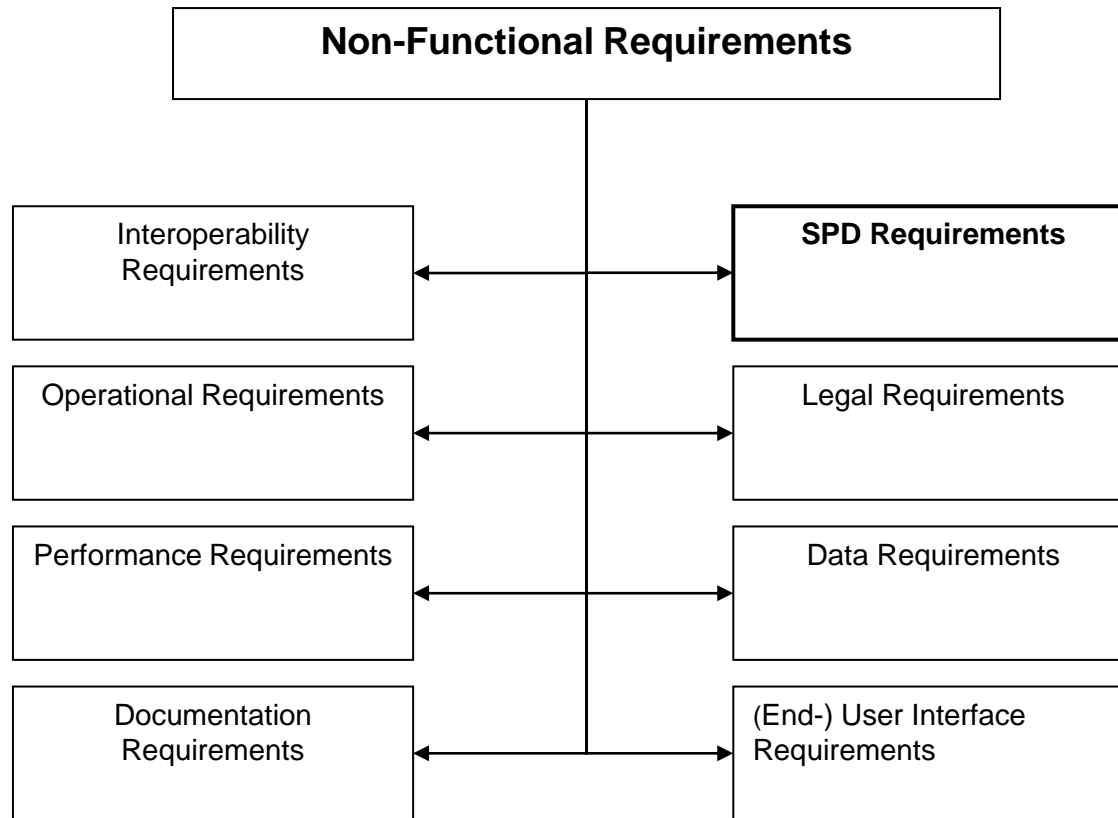 Non-Functional Requirements
Interoperability
Requirements
SPD Requirements
Operational Requirements
Legal Requirements
Performance Requirements
Data Requirements
Documentation
Requirements
(End-) User Interface
Requirements